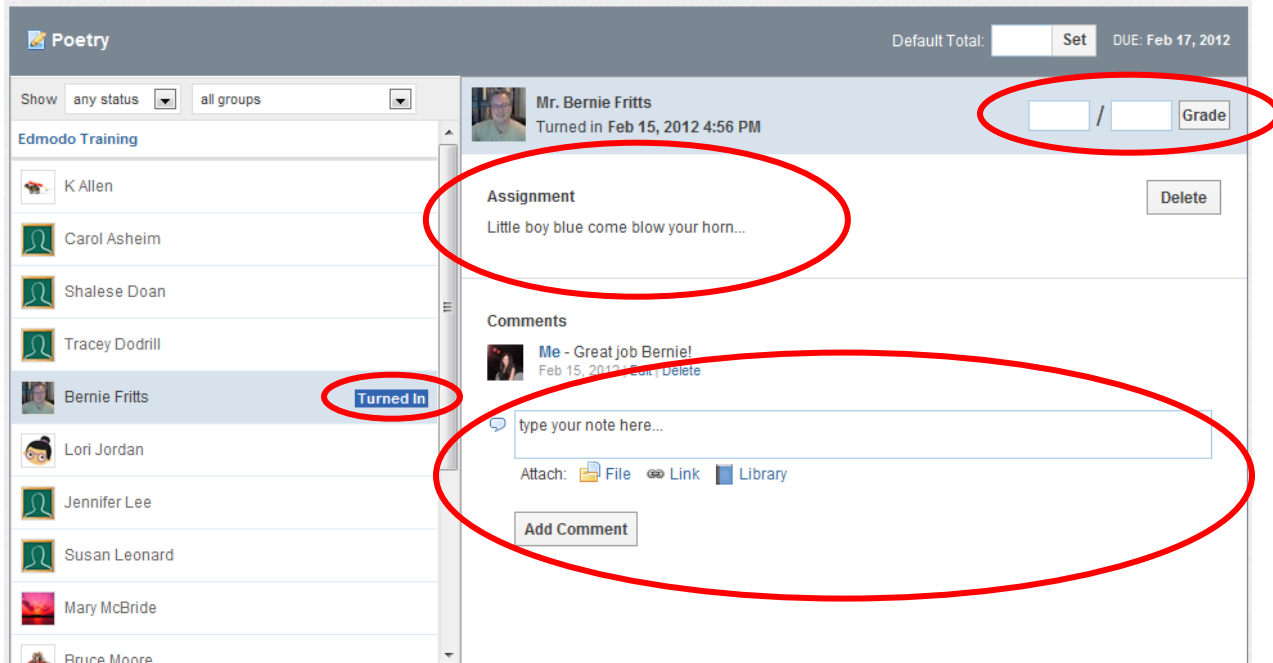 Poetry
Default Total: Set DUE: Feb 17, 2012
Show any status all groups
Edmodo Training
K Allen
Carol Asheim
Shalese Doan
Tracey Dodrill
Bernie Fritts Turned In
Lori Jordan
Jennifer Lee
Susan Leonard
Mary McBride
Bruce Moore
Mr. Bernie Fritts
Turned in Feb 15, 2012 4:56 PM
/ Grade
Assignment
Delete
Little boy blue come blow your horn...
Comments
Me - Great job Bernie!
Feb 15, 2012 | Edit | Delete
type your note here...
Attach: File Link Library
Add Comment